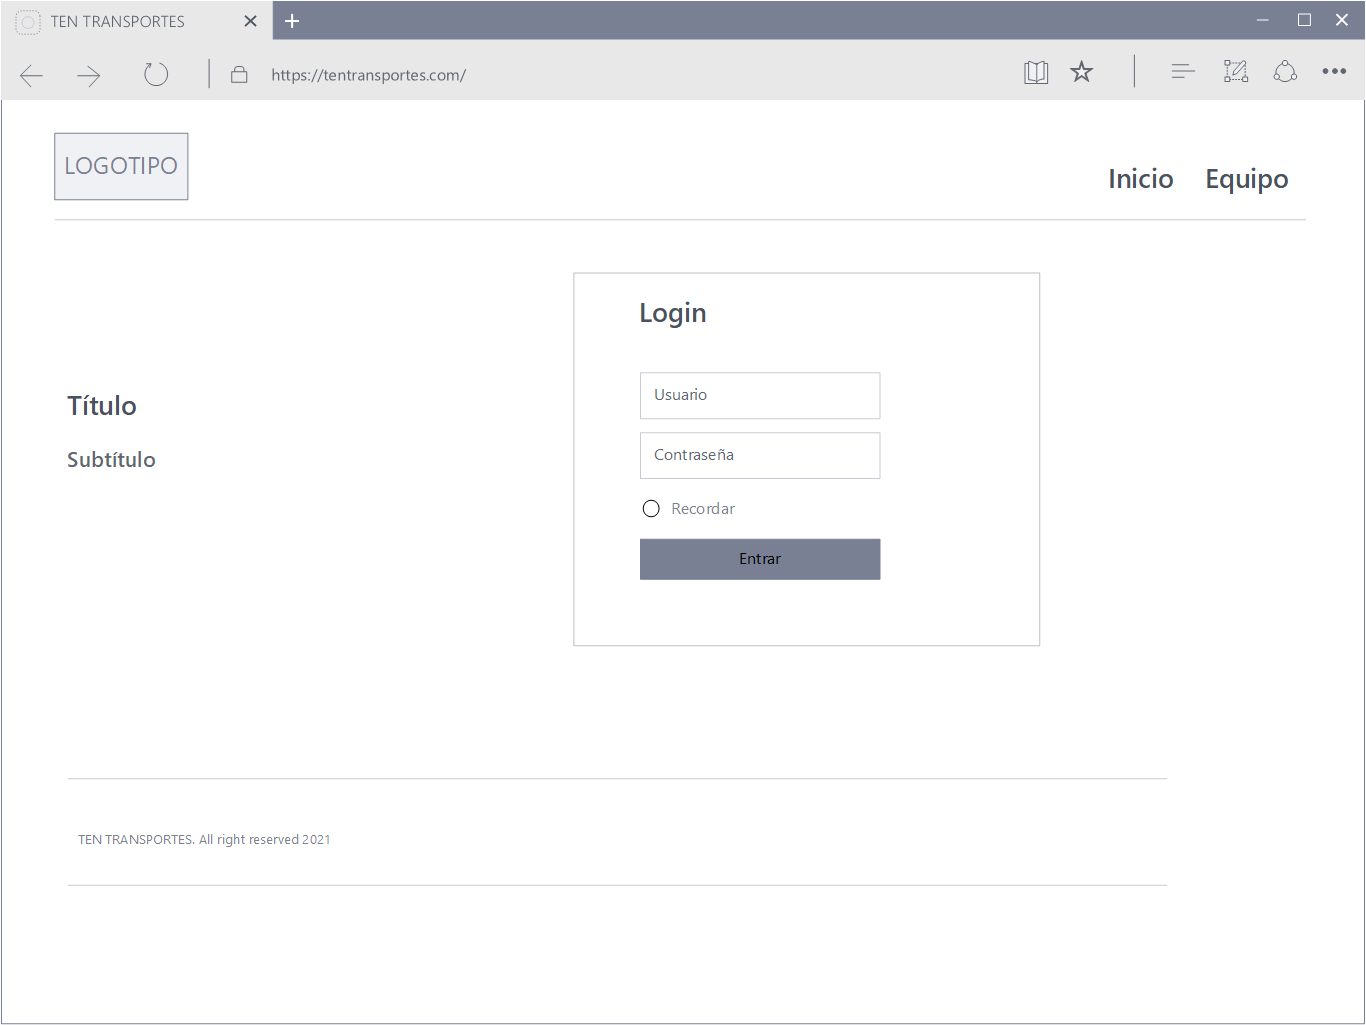 TEN TRANSPORTES
https://tentransportes.com/
LOGOTIPO
Inicio
Equipo
Login
Usuario
Título
Contraseña
Subtítulo
Recordar
Entrar
TEN TRANSPORTES. All right reserved 2021